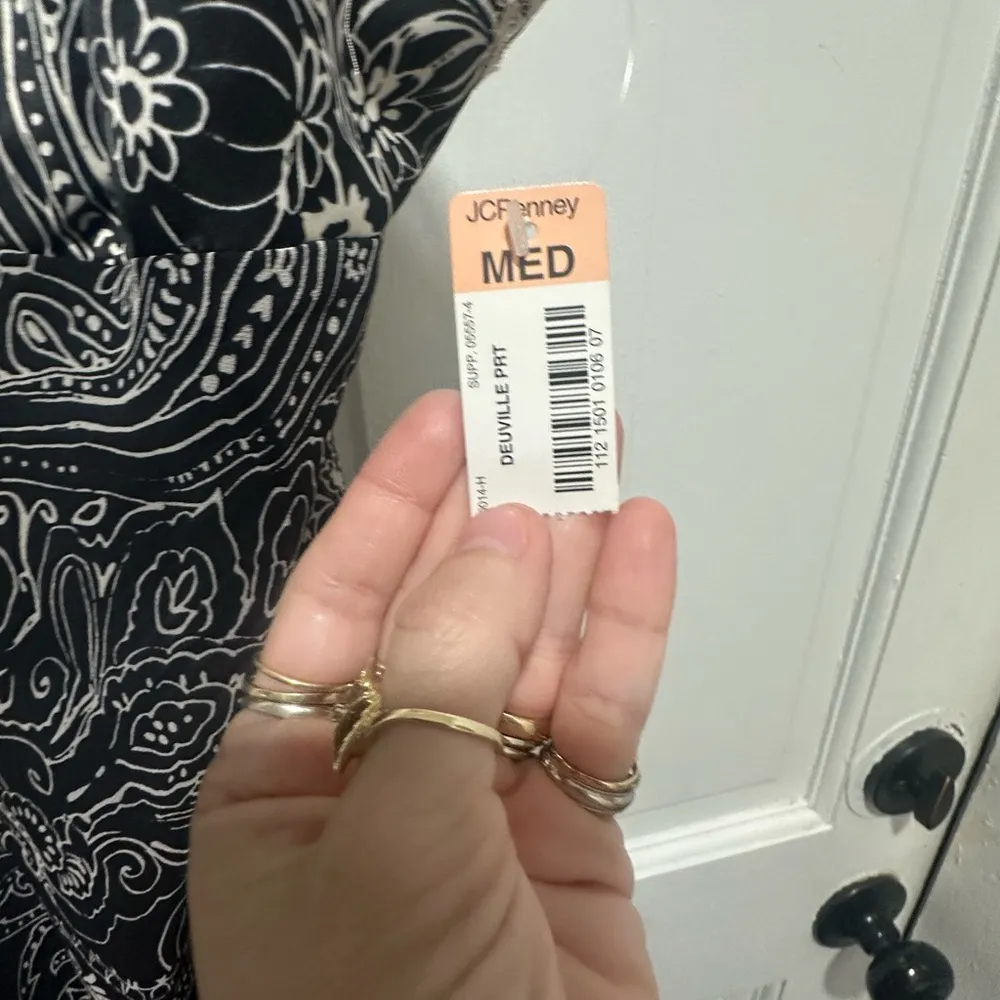 JCPenney
MED
SUPP. 05557-4
DEUVILLE PRT
112 1501 0106 07